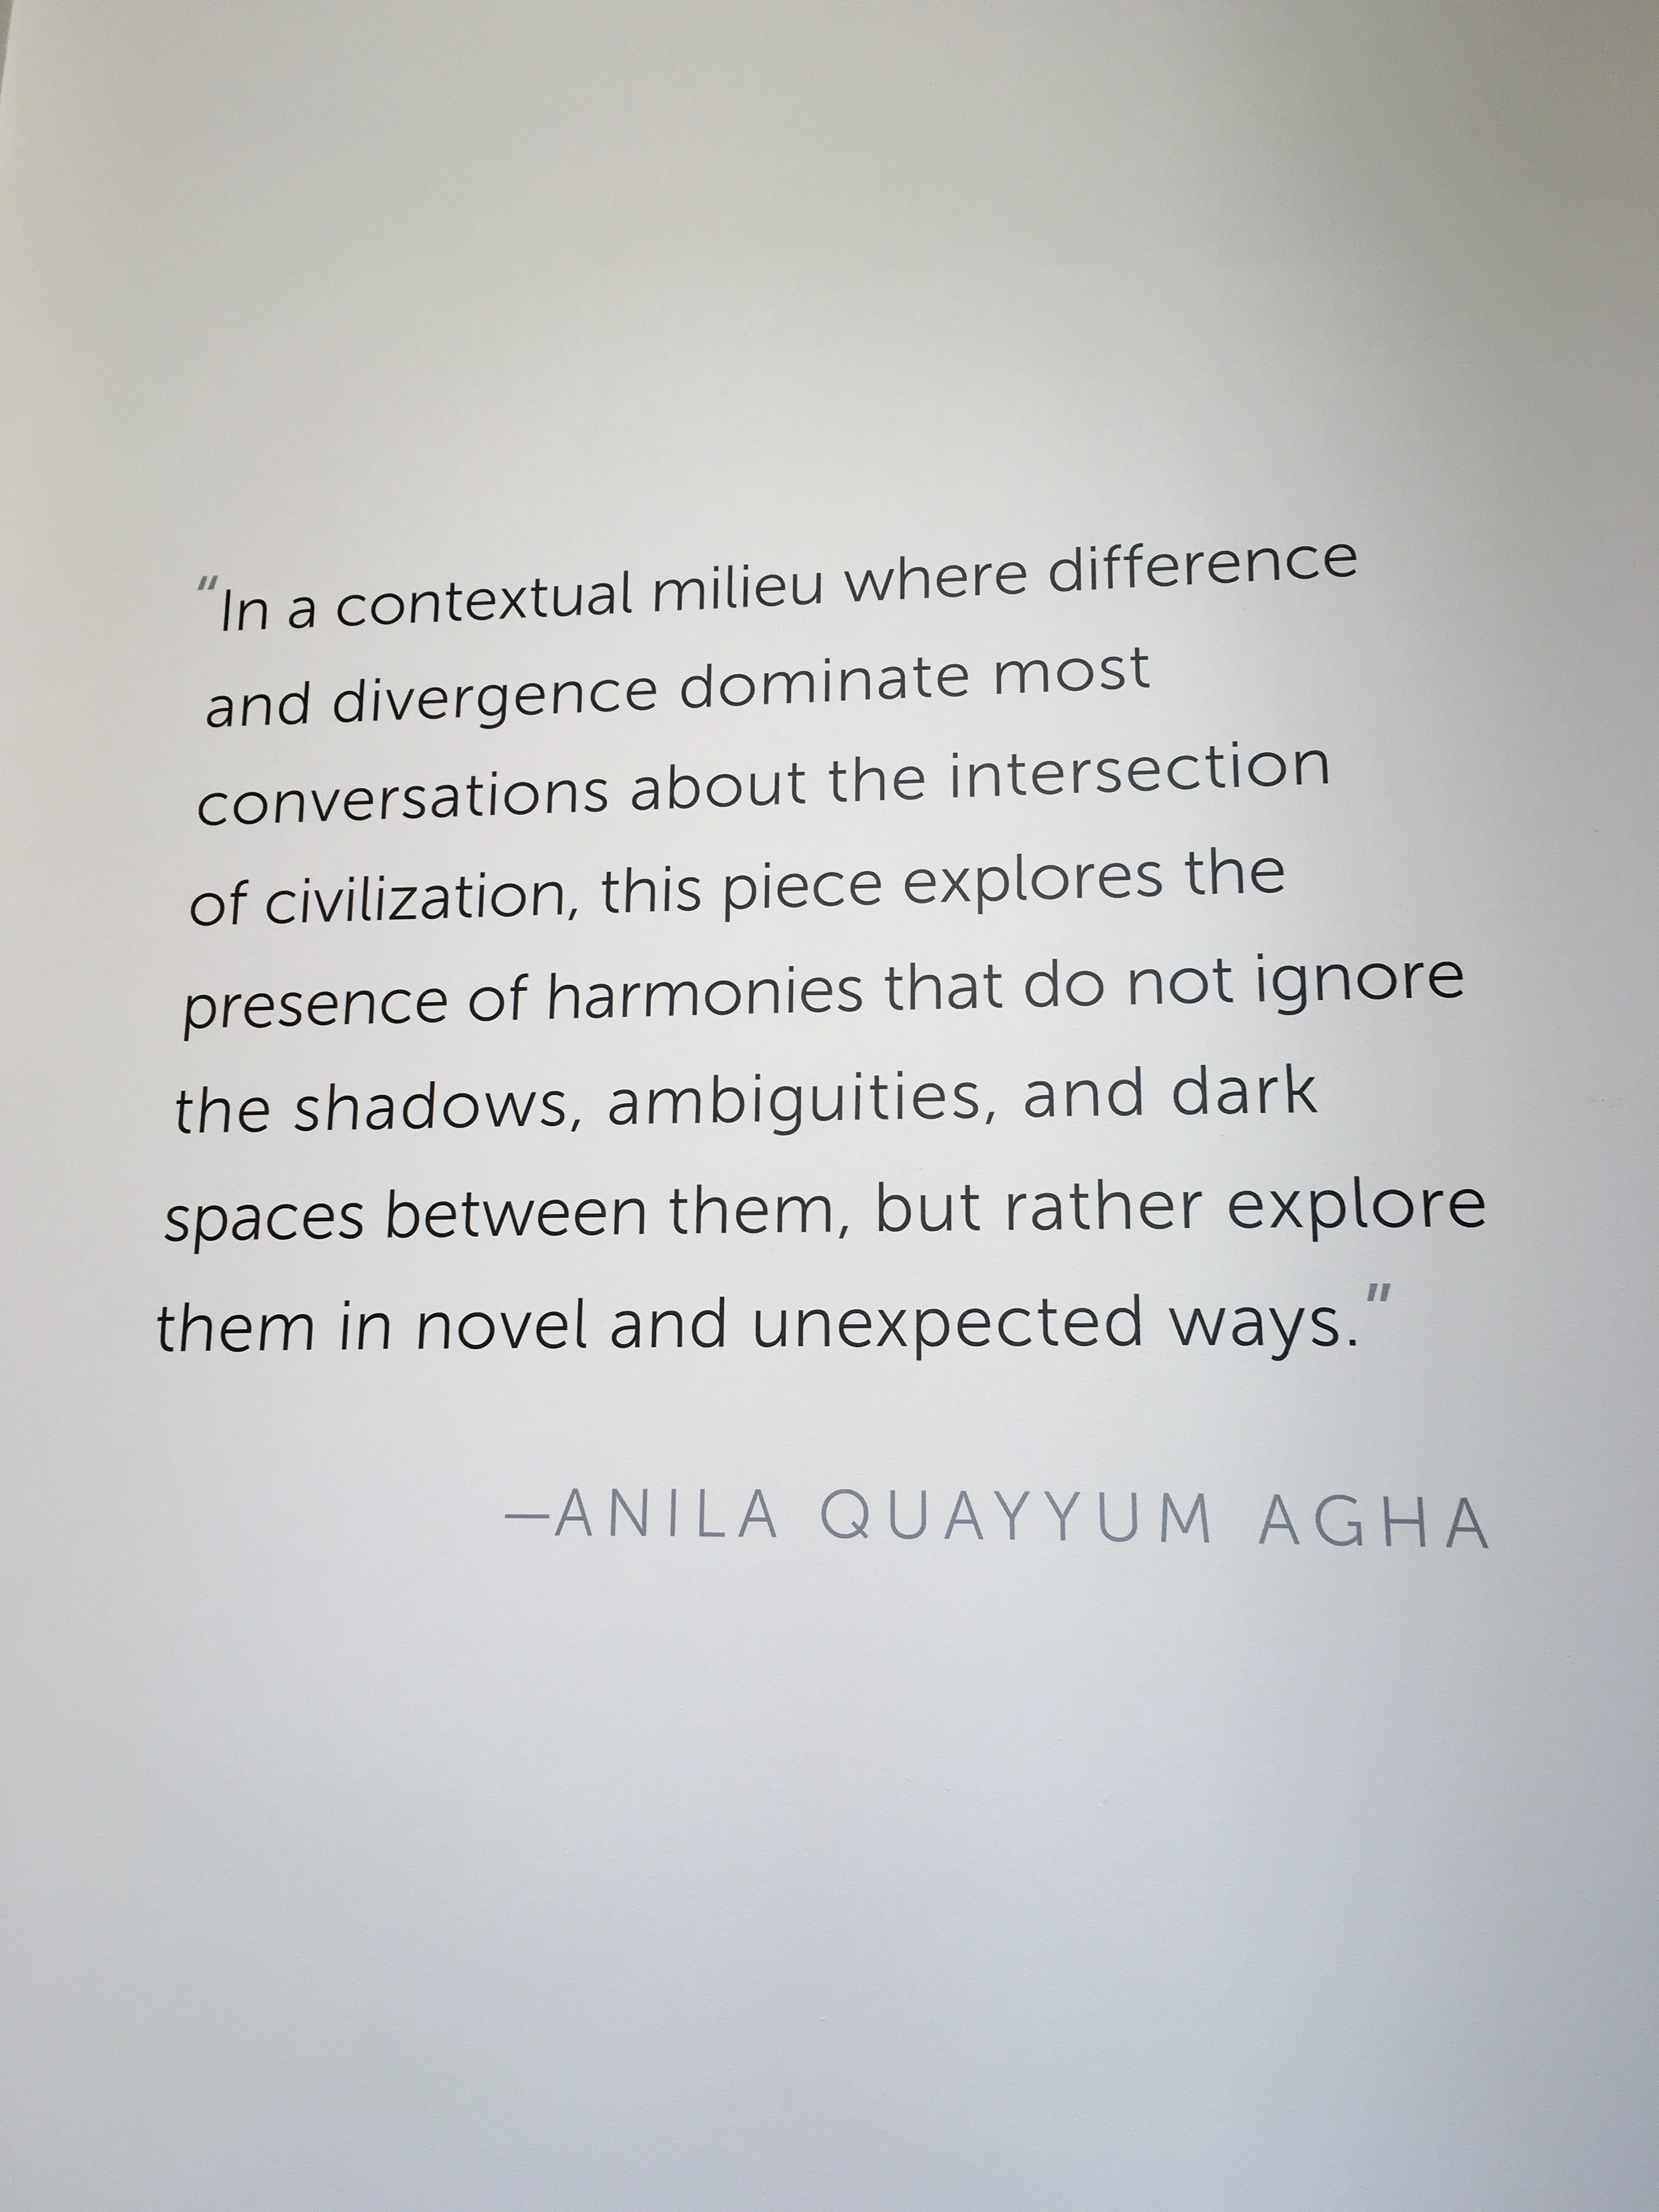 “In a contextual milieu where difference
and divergence dominate most
conversations about the intersection
of civilization, this piece explores the
presence of harmonies that do not ignore
the shadows, ambiguities, and dark
spaces between them, but rather explore
them in novel and unexpected ways.”
—ANILA QUAYYUM AGHA